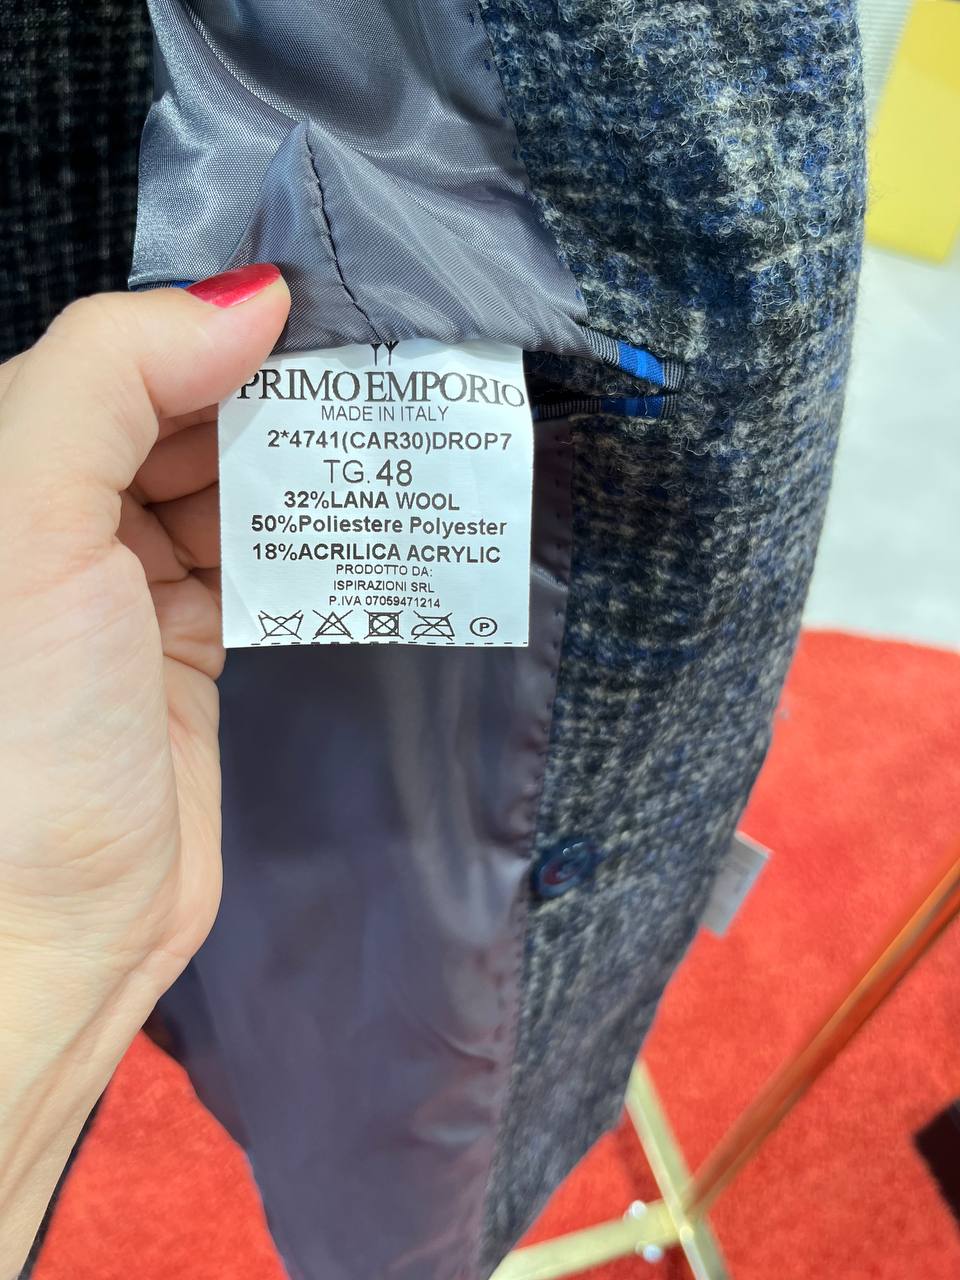 PRIMO EMPORIO
MADE IN ITALY
2*4741(CAR30)DROP7
TG.48
32%LANA WOOL
50%Poliestere Polyester
18%ACRILICA ACRYLIC
PRODOTTO DA:
ISPIRAZIONI SRL
P.IVA 07059471214
P